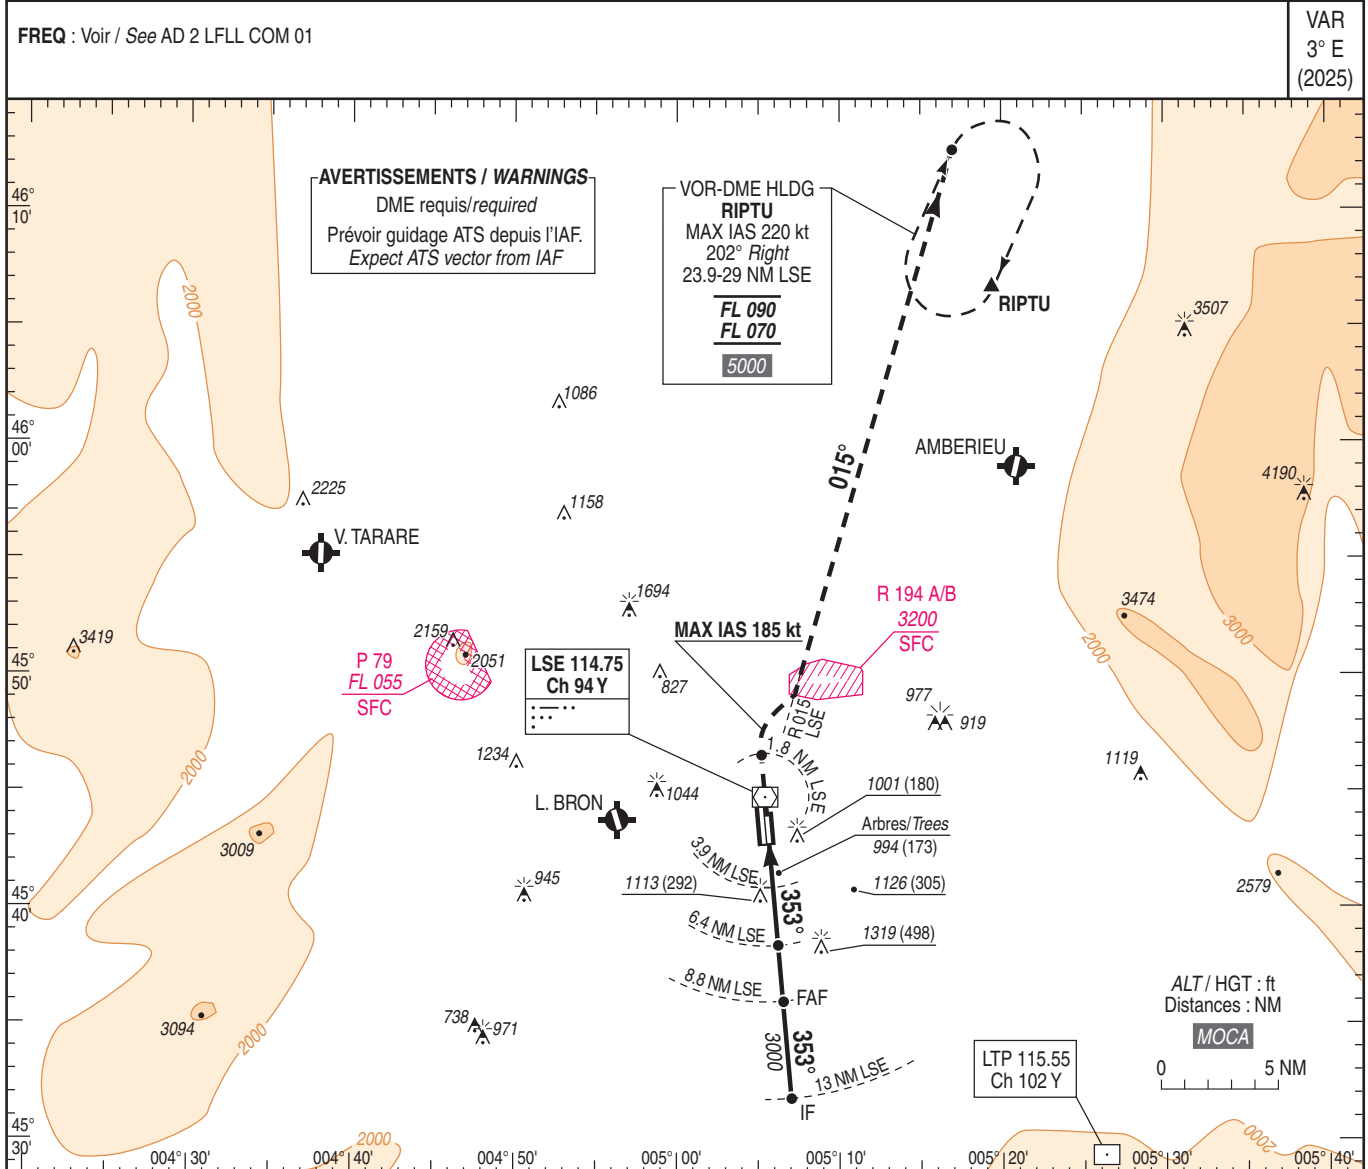 FREQ : Voir / See AD 2 LFLL COM 01
VAR
3° E
(2025)
AVERTISSEMENTS / WARNINGS
DME requis/required
Prévoir guidage ATS depuis l'IAF.
Expect ATS vector from IAF
VOR-DME HLDG
RIPTU
MAX IAS 220 kt
202° Right
23.9-29 NM LSE
FL 090
FL 070
5000
RIPTU
46°
10'
2000
3507
1086
46°
00'
015°
AMBERIEU
4190
2225
1158
V. TARARE
1694
R 194 A/B
3200
SFC
3474
3000
2000
3419
2159
2051
MAX IAS 185 kt
P 79
FL 055
SFC
45°
50'
LSE 114.75
Ch 94 Y
827
R 015
LSE
977
919
2000
1234
1.8 NM LSE
1119
1044
1001 (180)
L. BRON
Arbres/Trees
994 (173)
3009
3.9 NM LSE
945
1113 (292)
1126 (305)
2579
45°
40'
353°
6.4 NM LSE
1319 (498)
8.8 NM LSE
FAF
ALT / HGT : ft
Distances : NM
MOCA
0
5 NM
3094
2000
738
971
3000
353°
13 NM LSE
IF
LTP 115.55
Ch 102 Y
45°
30'
2000
2000
004° 30'
004° 40'
004° 50'
005° 00'
005° 10'
005° 20'
005° 30'
005° 40'